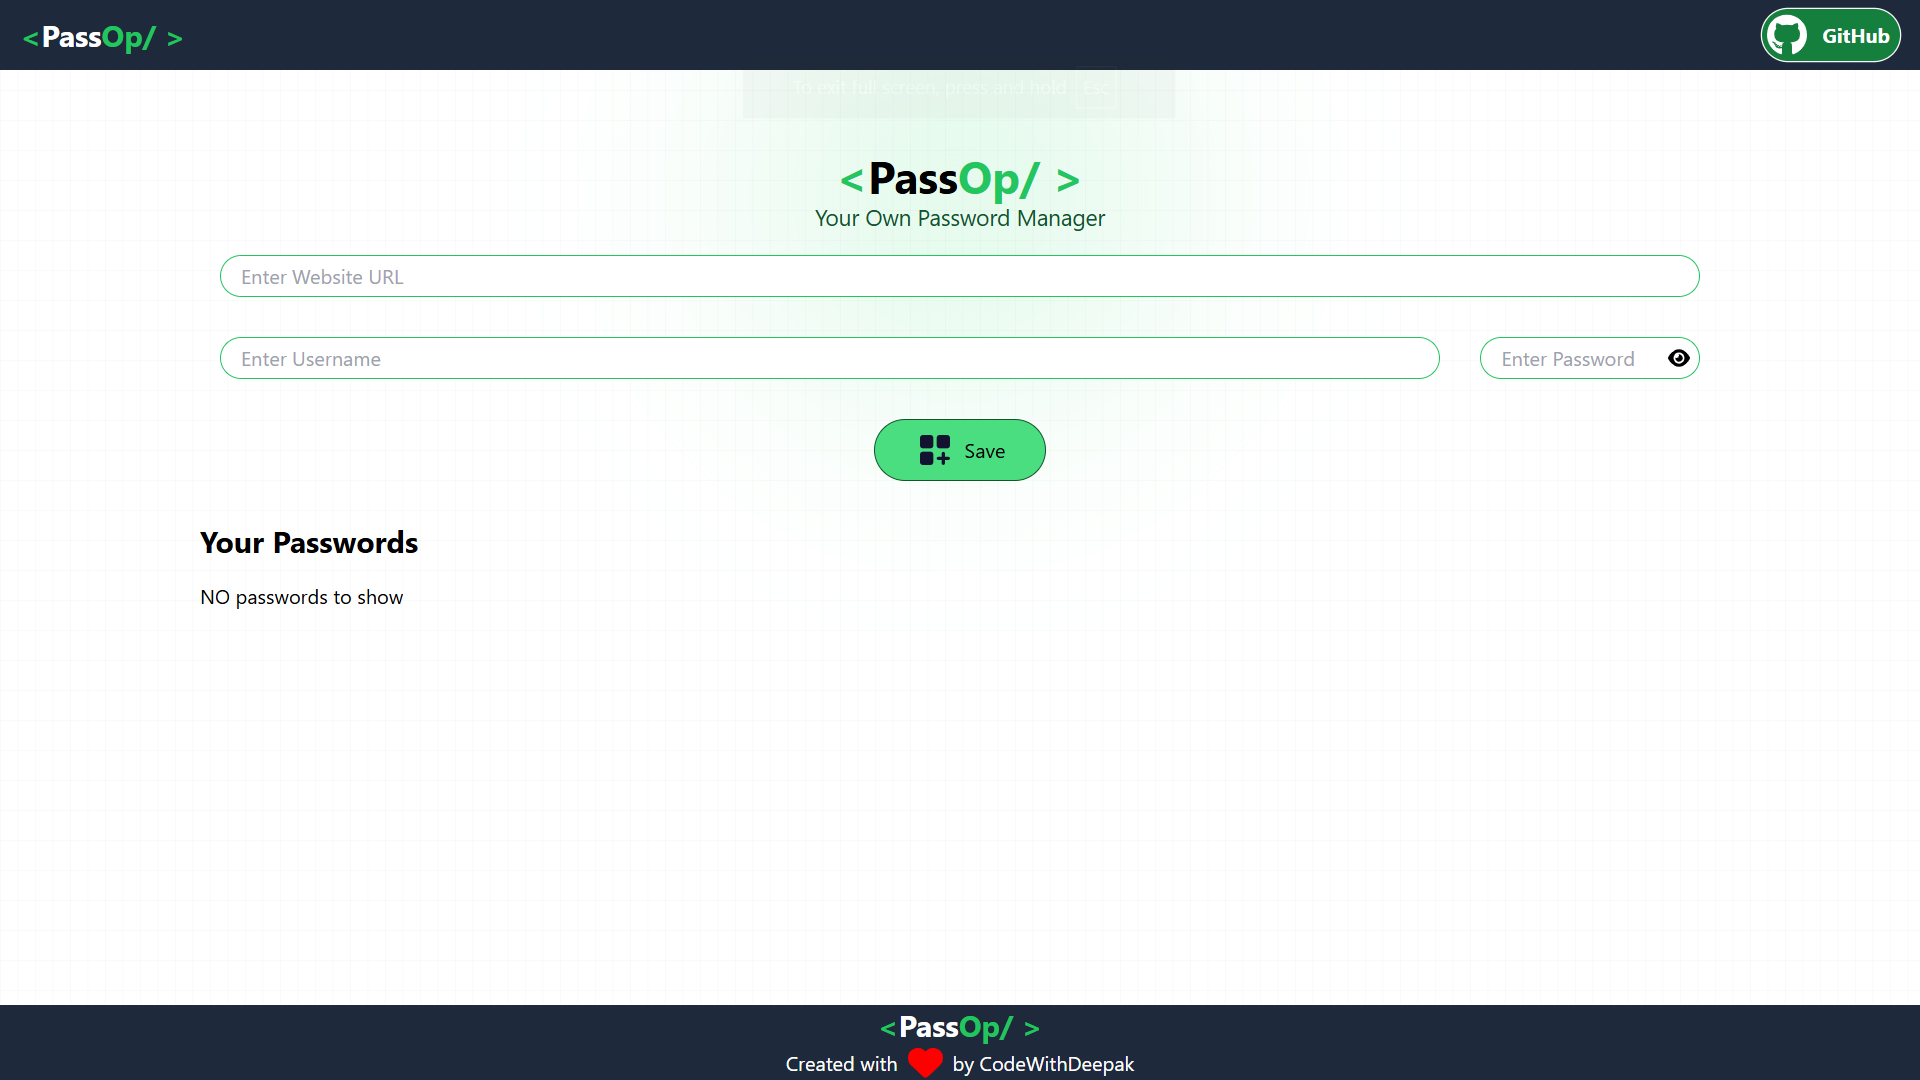 <PassOp/ >
GitHub
To exit full screen, press and hold Esc
<PassOp/ >
Your Own Password Manager
Enter Website URL
Enter Username
Enter Password
Save
Your Passwords
NO passwords to show
<PassOp/ >
Created with by CodeWithDeepak